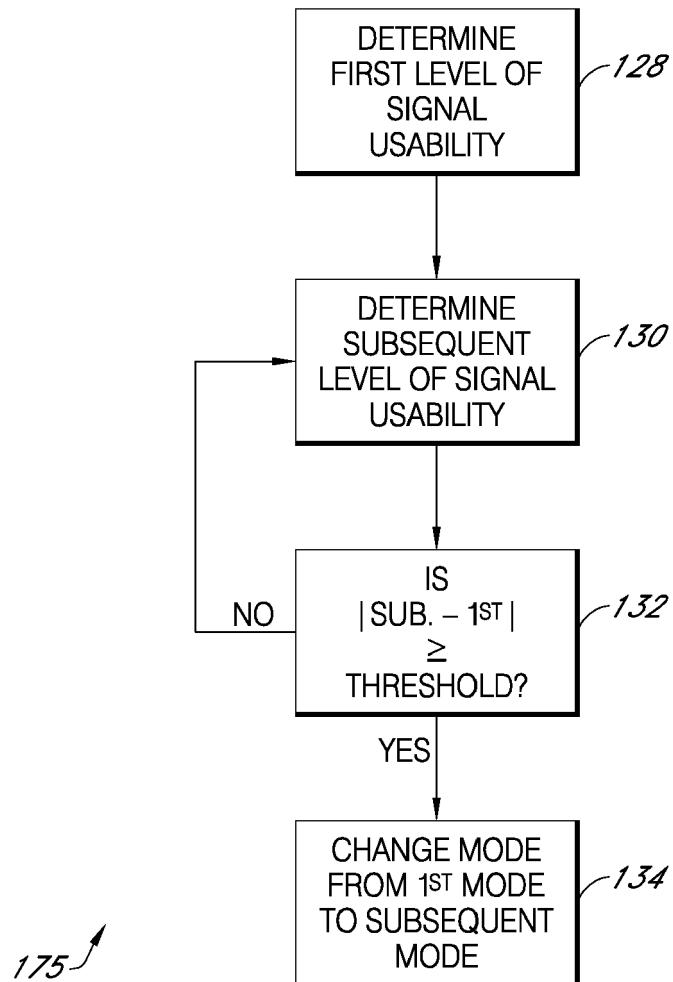 DETERMINE
FIRST LEVEL OF
SIGNAL
USABILITY
128
DETERMINE
SUBSEQUENT
LEVEL OF SIGNAL
USABILITY
130
IS
|SUB. – 1ST|
≥
THRESHOLD?
132
NO
YES
CHANGE MODE
FROM 1ST MODE
TO SUBSEQUENT
MODE
134
175